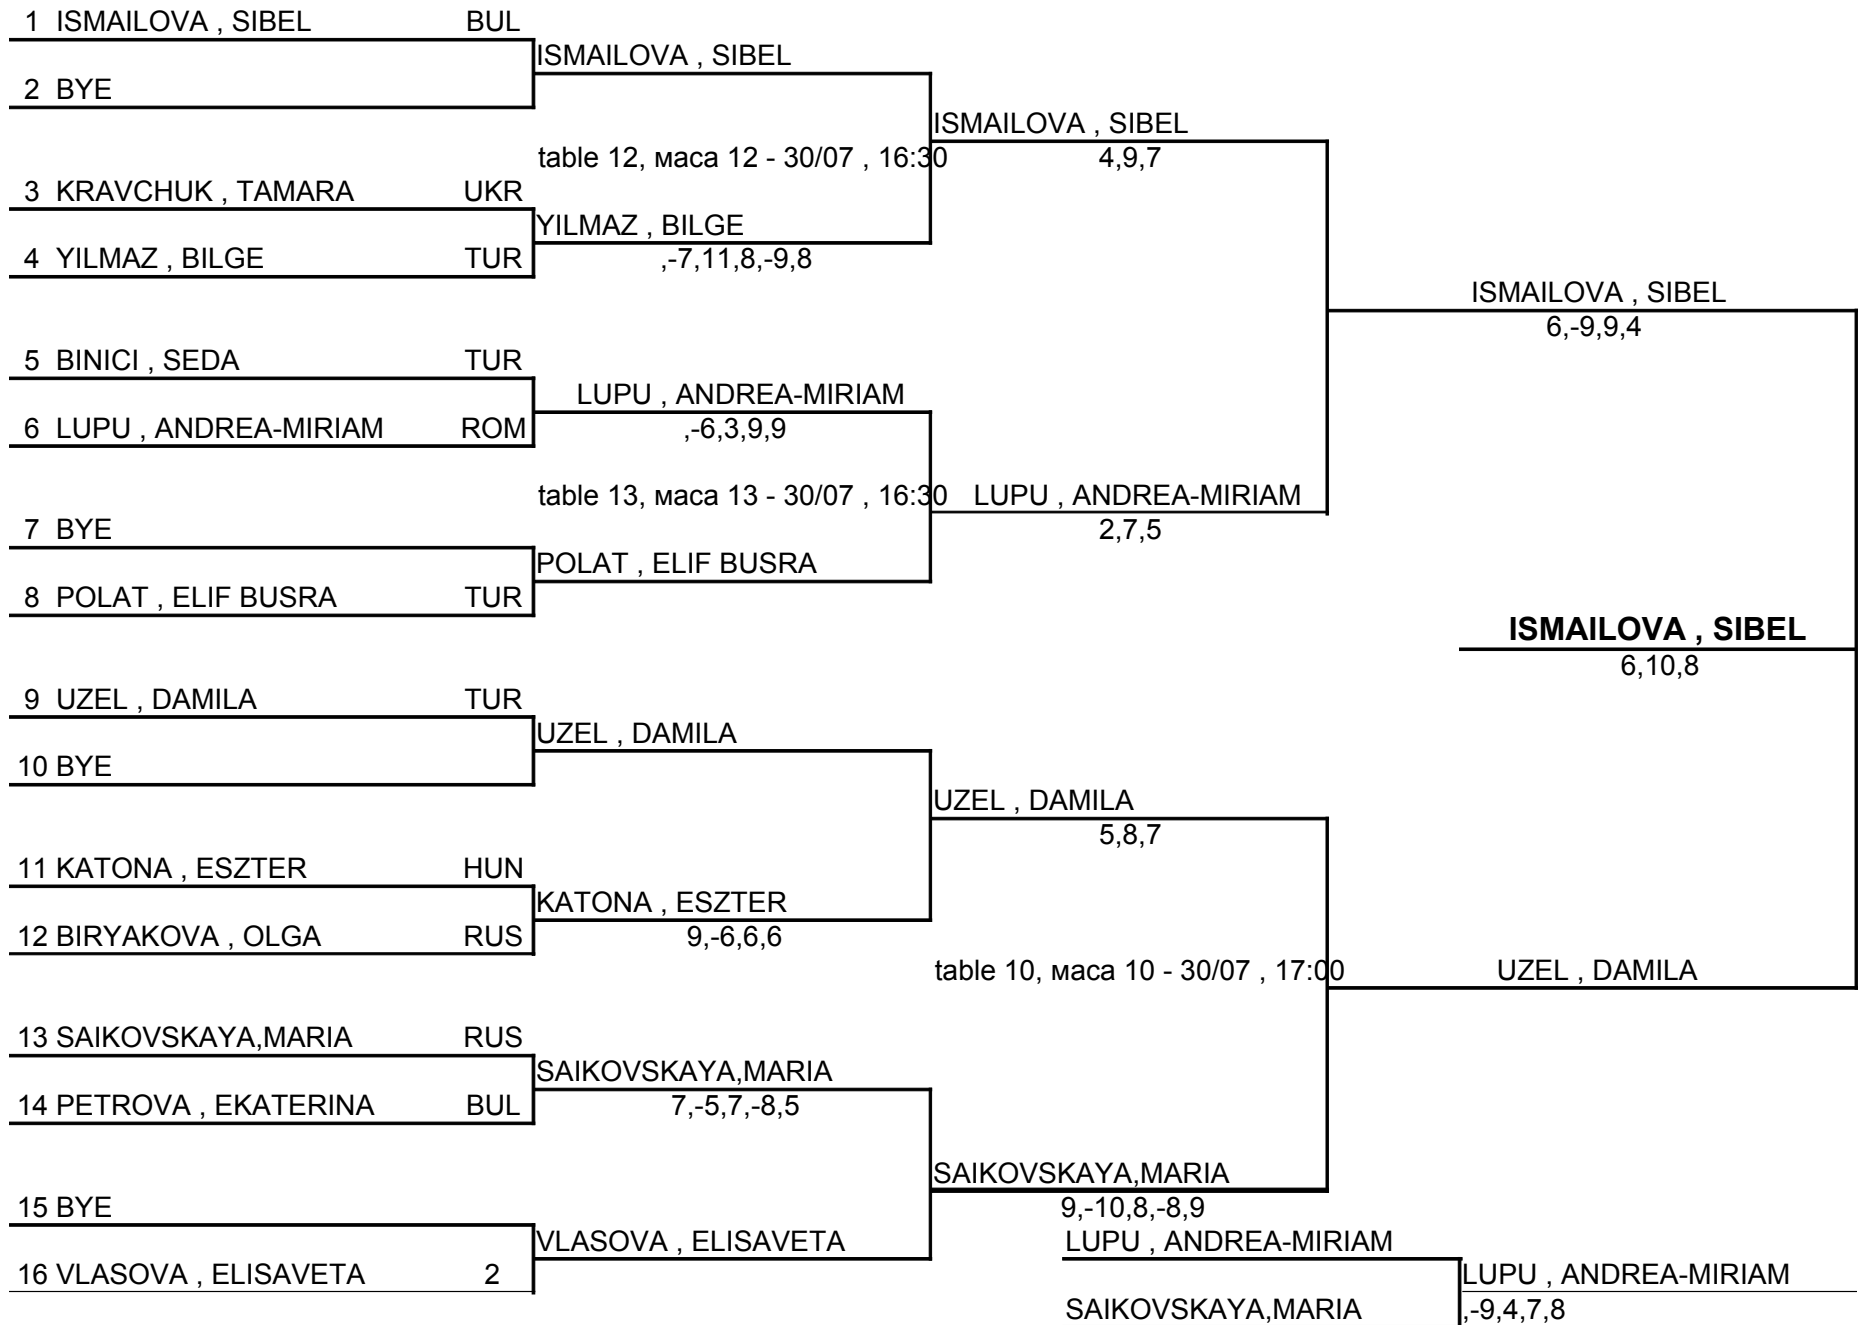 1 ISMAILOVA , SIBEL BUL
ISMAILOVA , SIBEL
2 BYE
ISMAILOVA , SIBEL
table 12, маса 12 - 30/07 , 16:30 4,9,7
3 KRAVCHUK , TAMARA UKR
YILMAZ , BILGE
4 YILMAZ , BILGE TUR ,-7,11,8,-9,8
ISMAILOVA , SIBEL
6,-9,9,4
5 BINICI , SEDA TUR
LUPU , ANDREA-MIRIAM
6 LUPU , ANDREA-MIRIAM ROM ,-6,3,9,9
table 13, маса 13 - 30/07 , 16:30 LUPU , ANDREA-MIRIAM
7 BYE 2,7,5
POLAT , ELIF BUSRA
8 POLAT , ELIF BUSRA TUR
ISMAILOVA , SIBEL
6,10,8
9 UZEL , DAMILA TUR
UZEL , DAMILA
10 BYE
UZEL , DAMILA
5,8,7
11 KATONA , ESZTER HUN
KATONA , ESZTER
12 BIRYAKOVA , OLGA RUS 9,-6,6,6
table 10, маса 10 - 30/07 , 17:00 UZEL , DAMILA
13 SAIKOVSKAYA,MARIA RUS
SAIKOVSKAYA,MARIA
14 PETROVA , EKATERINA BUL 7,-5,7,-8,5
SAIKOVSKAYA,MARIA
15 BYE 9,-10,8,-8,9
VLASOVA , ELISAVETA LUPU , ANDREA-MIRIAM
16 VLASOVA , ELISAVETA 2 LUPU , ANDREA-MIRIAM
SAIKOVSKAYA,MARIA ,-9,4,7,8